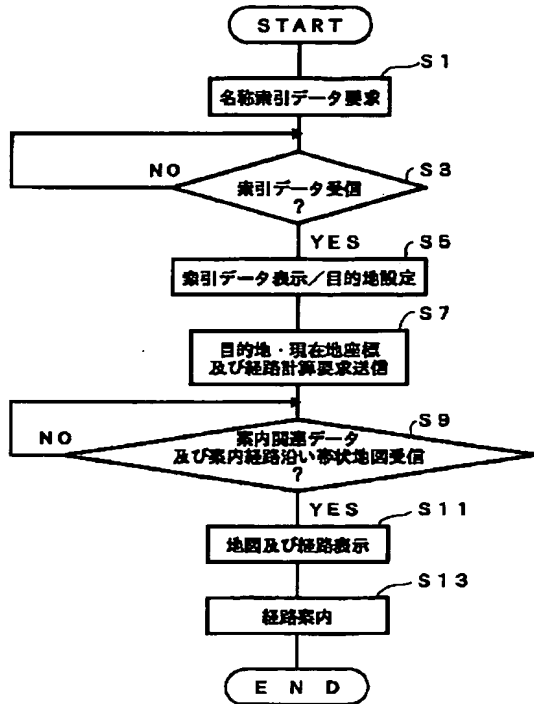 START
S1
名称索引データ要求
NO
S3
索引データ受信
?
YES
S5
索引データ表示／目的地設定
S7
目的地・現在地座標
及び経路計算要求送信
NO
S9
案内関連データ
及び案内経路沿い帯状地図受信
?
YES
S11
地図及び経路表示
S13
経路案内
END